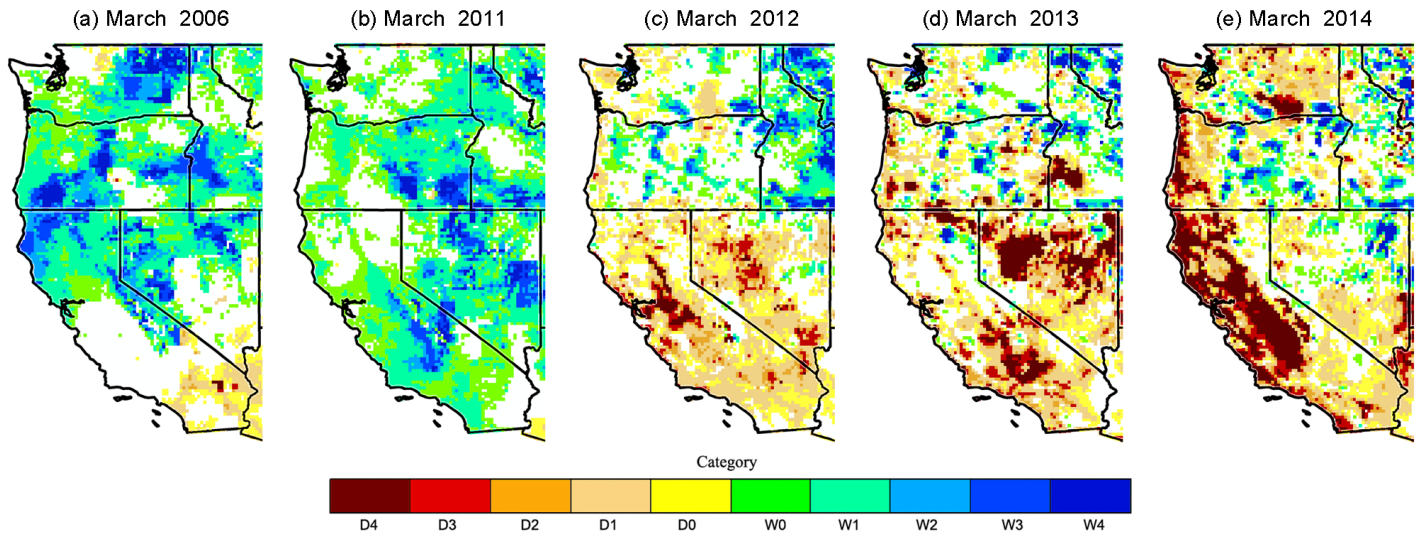 (a) March 2006 (b) March 2011 (c) March 2012 (d) March 2013 (e) March 2014
Category
D4 D3 D2 D1 D0 W0 W1 W2 W3 W4